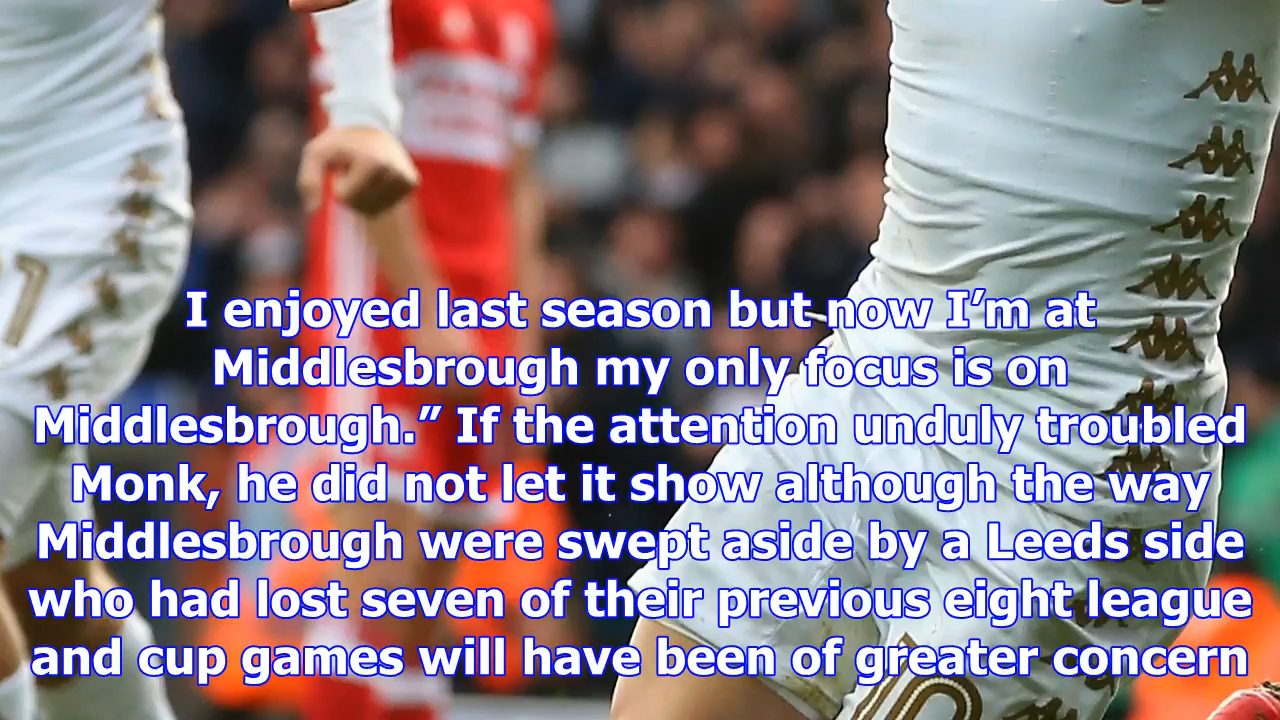 I enjoyed last season but now I’m at
Middlesbrough my only focus is on
Middlesbrough.” If the attention unduly troubled
Monk, he did not let it show although the way
Middlesbrough were swept aside by a Leeds side
who had lost seven of their previous eight league
and cup games will have been of greater concern
7
10